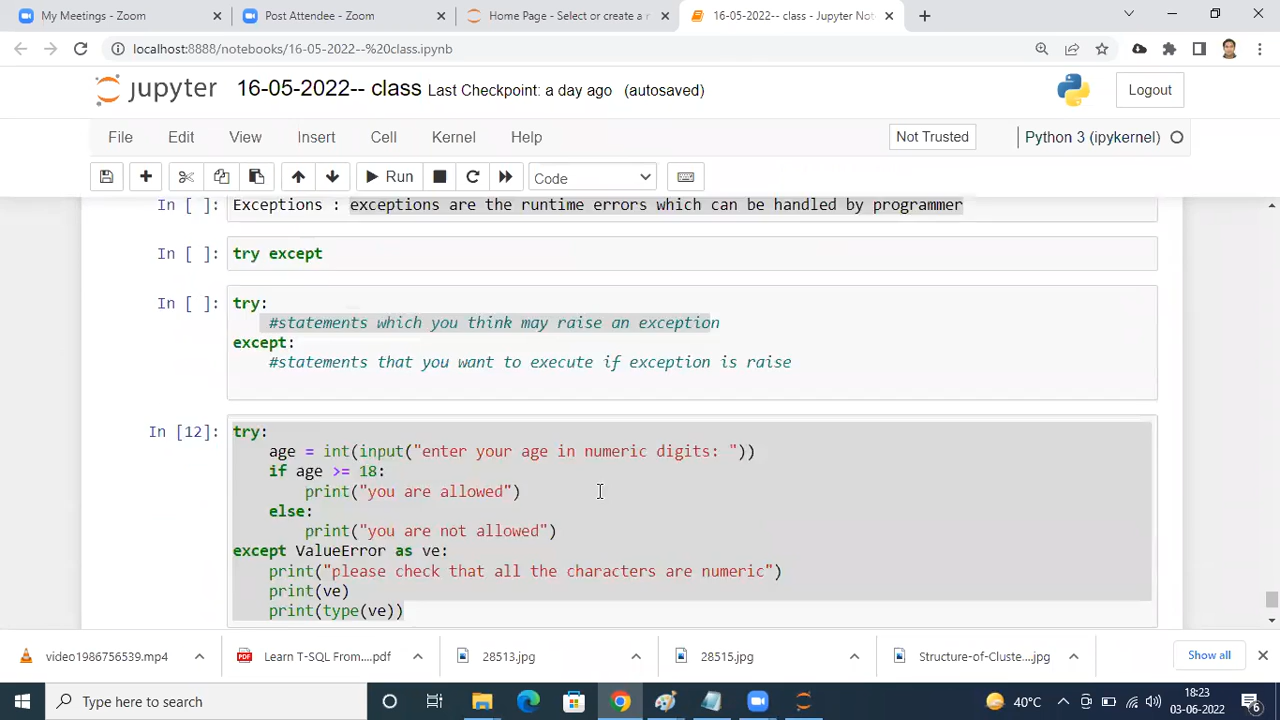 My Meetings - Zoom
Post Attendee - Zoom
Home Page - Select or create a n
16-05-2022-- class - Jupyter Not
localhost:8888/notebooks/16-05-2022--%20class.ipynb
jupyter 16-05-2022-- class Last Checkpoint: a day ago (autosaved)
Logout
File Edit View Insert Cell Kernel Help
Not Trusted
Python 3 (ipykernel)
Run
Code
In [ ]: Exceptions : exceptions are the runtime errors which can be handled by programmer
In [ ]: try except
In [ ]: try:
#statements which you think may raise an exception
except:
#statements that you want to execute if exception is raise
In [12]: try:
age = int(input("enter your age in numeric digits: "))
if age >= 18:
print("you are allowed")
else:
print("you are not allowed")
except ValueError as ve:
print("please check that all the characters are numeric")
print(ve)
print(type(ve))
video1986756539.mp4
Learn T-SQL From....pdf
28513.jpg
28515.jpg
Structure-of-Cluste....jpg
Show all
Type here to search
40°C
18:23
03-06-2022
6